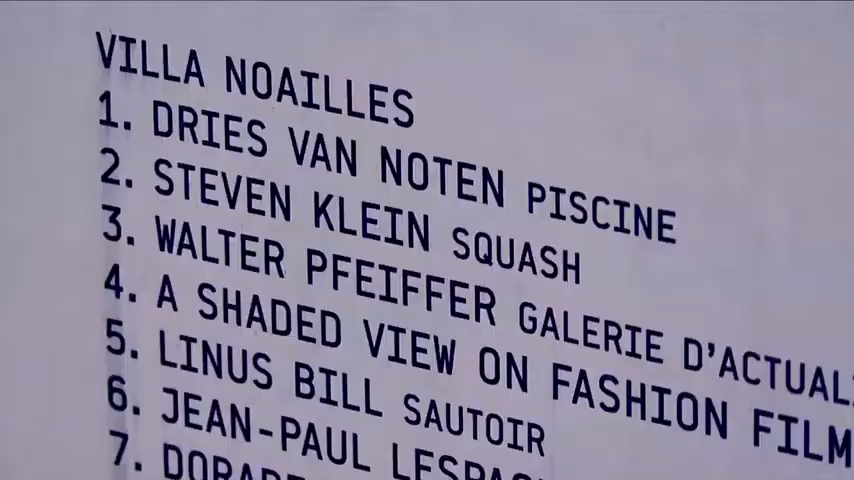 VILLA NOAILLES
1. DRIES VAN NOTEN PISCINE
2. STEVEN KLEIN SQUASH
3. WALTER PFEIFFER GALERIE
4. A SHADED VIEW ON FASHION FILM
5. LINUS BILL SAUTOIR
6. JEAN-PAUL
7.